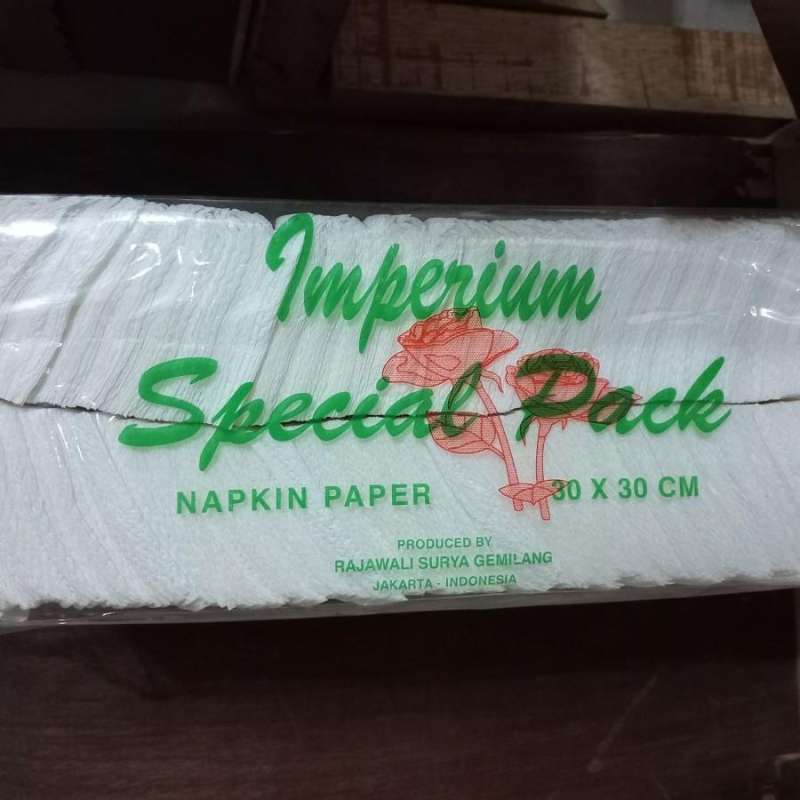 Imperium
Special Pack
NAPKIN PAPER 30 X 30 CM
PRODUCED BY
RAJAWALI SURYA GEMILANG
JAKARTA - INDONESIA